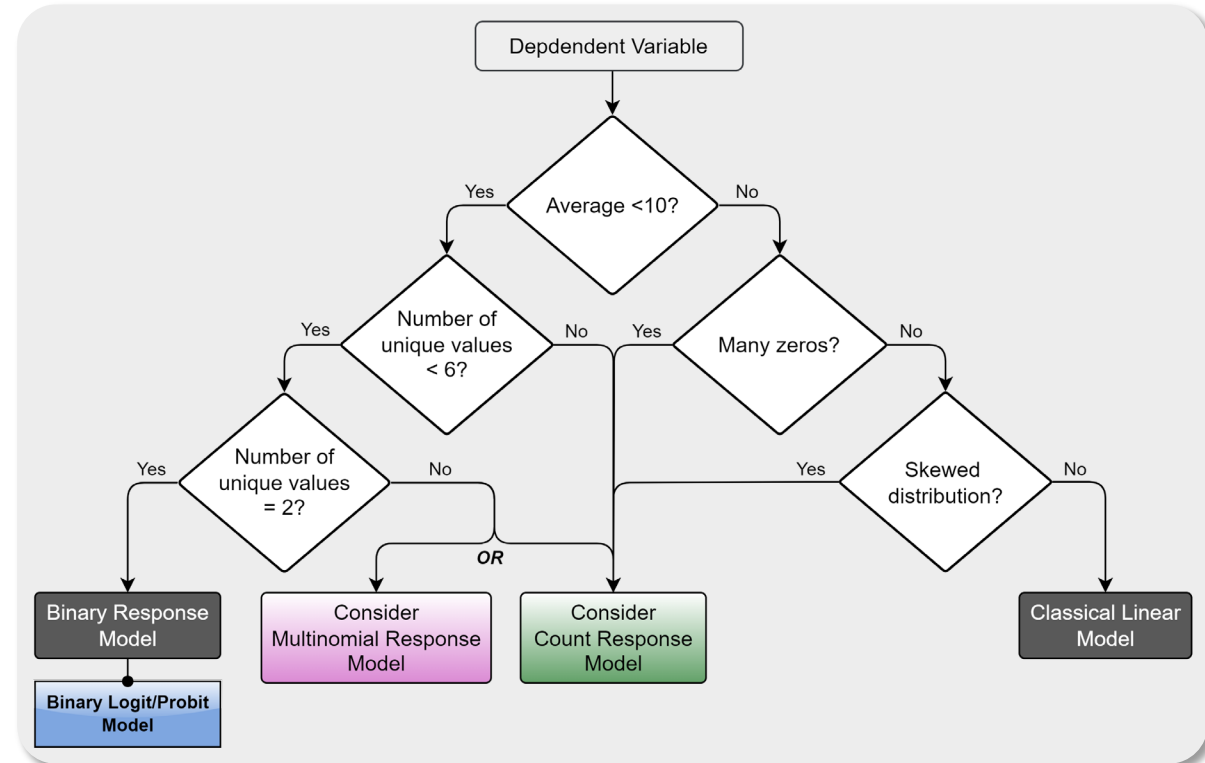 Depdendent Variable
Yes
No
Average <10?
Number of
unique values
< 6?
Yes
No
Yes
Many zeros?
No
Number of
unique values
= 2?
Yes
No
Yes
Skewed
distribution?
No
OR
Binary Response
Model
Consider
Multinomial Response
Model
Consider
Count Response
Model
Classical Linear
Model
Binary Logit/Probit
Model